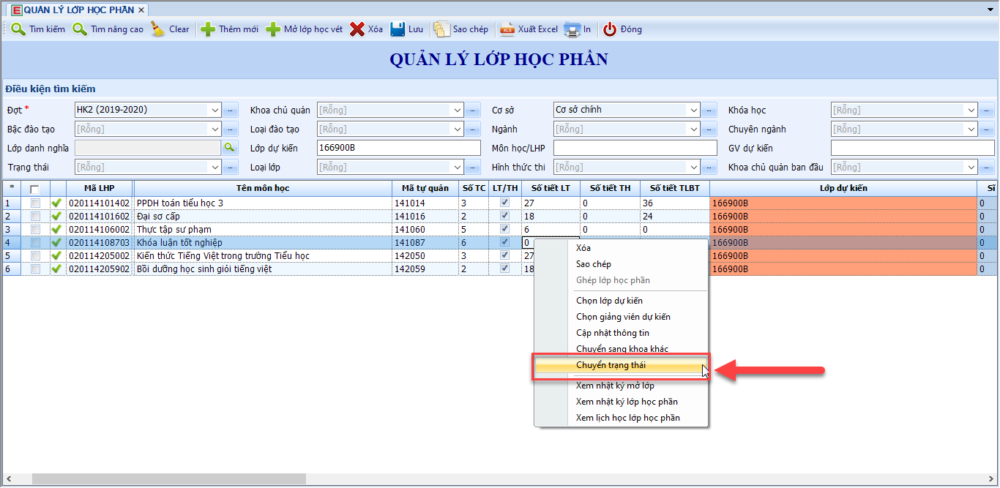 QUẢN LÝ LỚP HỌC PHẦN
Tìm kiếm Tìm nâng cao Clear Thêm mới Mở lớp học vét Xóa Lưu Sao chép Xuất Excel In Đóng
QUẢN LÝ LỚP HỌC PHẦN
Điều kiện tìm kiếm
Đợt * HK2 (2019-2020) ... Khoa chủ quản [Rỗng] ... Cơ sở Cơ sở chính ... Khóa học [Rỗng] ...
Bậc đào tạo [Rỗng] ... Loại đào tạo [Rỗng] ... Ngành [Rỗng] ... Chuyên ngành [Rỗng] ...
Lớp danh nghĩa Lớp dự kiến 166900B Môn học/LHP GV dự kiến
Trạng thái [Rỗng] ... Loại lớp [Rỗng] ... Hình thức thi [Rỗng] ... Khoa chủ quản ban đầu [Rỗng] ...
* Mã LHP Tên môn học Mã tự quản Số TC LT/TH Số tiết LT Số tiết TH Số tiết TLBT Lớp dự kiến Sĩ
1 020114101402 PPDH toán tiểu học 3 141014 3 27 0 36 166900B 0
2 020114101602 Đại sơ cấp 141016 2 18 0 24 166900B 0
3 020114106002 Thực tập sư phạm 141060 5 6 0 0 166900B 0
4 020114108703 Khóa luận tốt nghiệp 141087 6 0 166900B 0
5 020114205002 Kiến thức Tiếng Việt trong trường Tiểu học 142050 3 27 166900B 0
6 020114205902 Bồi dưỡng học sinh giỏi tiếng việt 142059 2 18 166900B 0
Xóa
Sao chép
Ghép lớp học phần
Chọn lớp dự kiến
Chọn giảng viên dự kiến
Cập nhật thông tin
Chuyển sang khoa khác
Chuyển trạng thái
Xem nhật ký mở lớp
Xem nhật ký lớp học phần
Xem lịch học lớp học phần